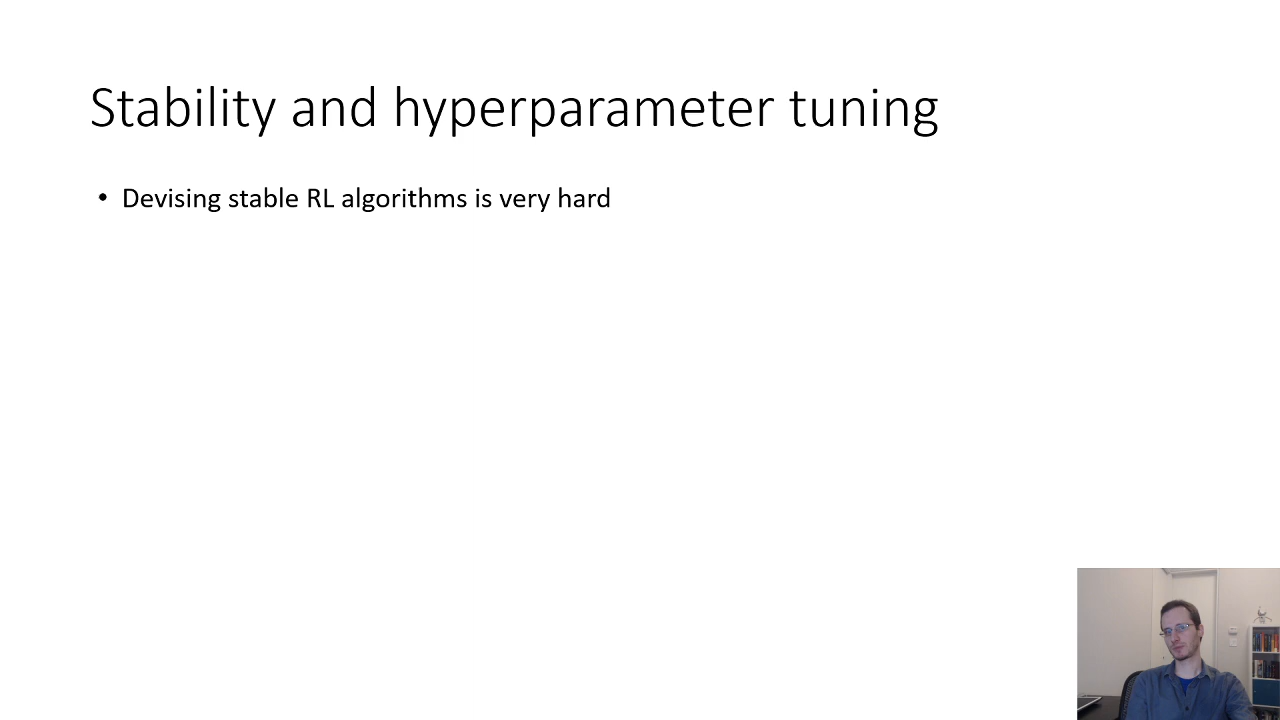 Stability and hyperparameter tuning
• Devising stable RL algorithms is very hard